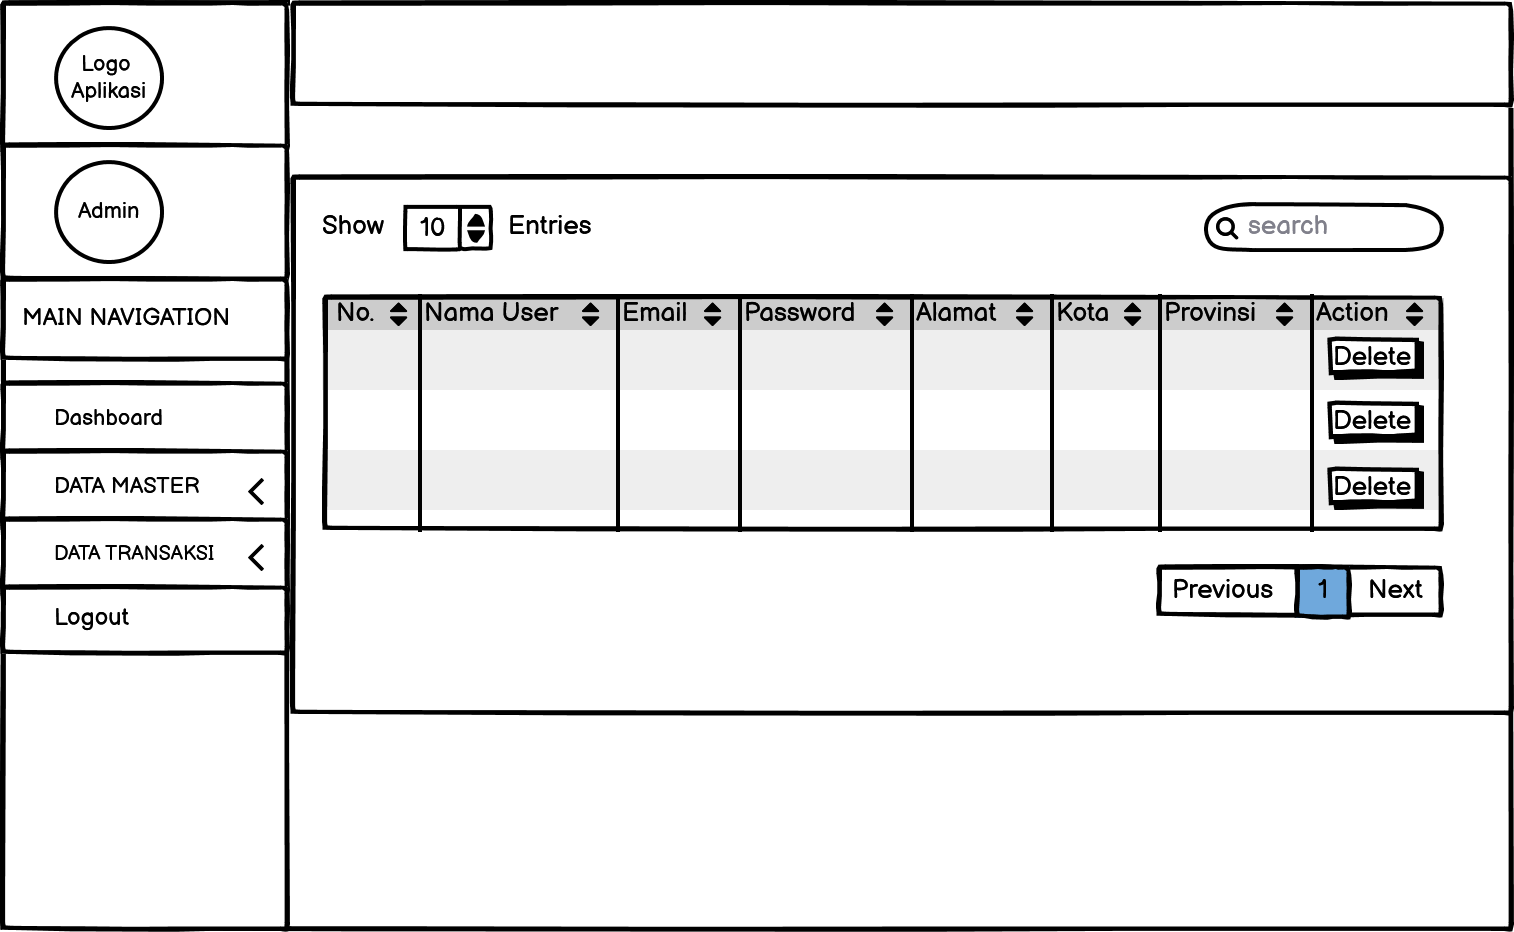 Logo
Aplikasi
Admin
MAIN NAVIGATION
Dashboard
DATA MASTER
DATA TRANSAKSI
Logout
Show 10 Entries
search
No. Nama User Email Password Alamat Kota Provinsi Action
Delete
Delete
Delete
Previous 1 Next